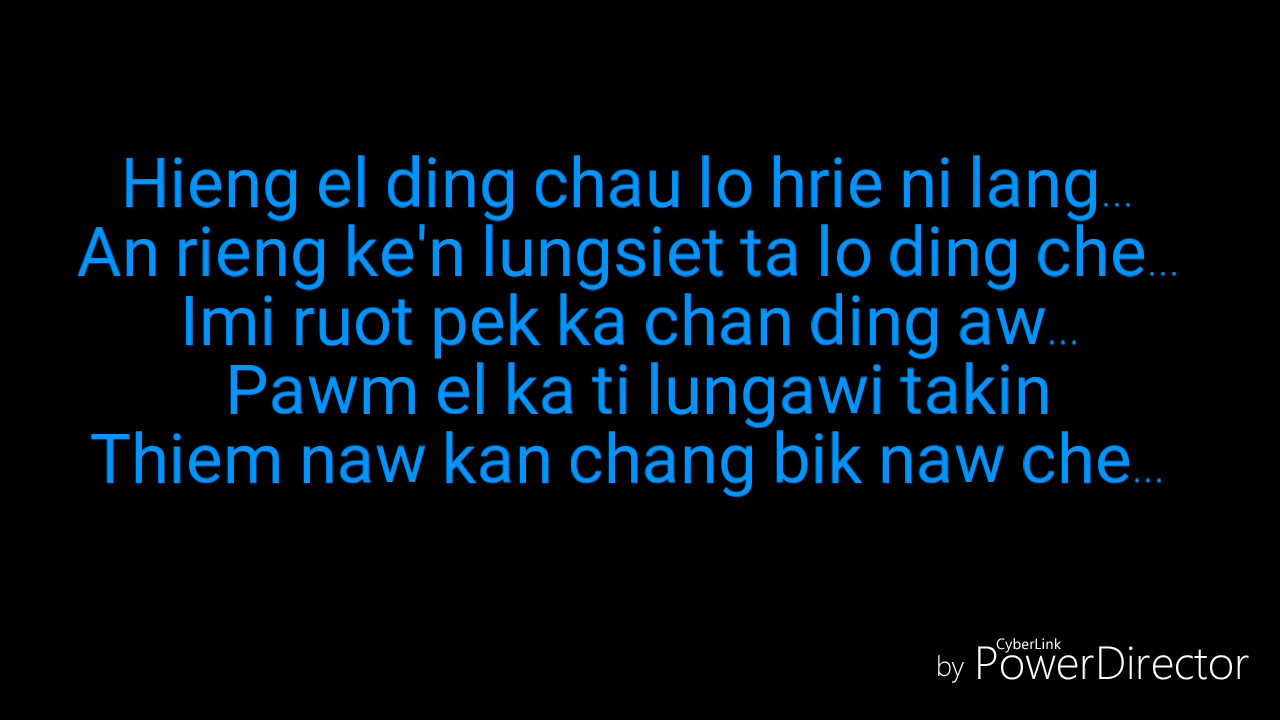 Hieng el ding chau lo hrie ni lang...
An rieng ke'n lungsiet ta lo ding che...
Imi ruot pek ka chan ding aw...
Pawm el ka ti lungawi takin
Thiem naw kan chang bik naw che...
CyberLink
by PowerDirector